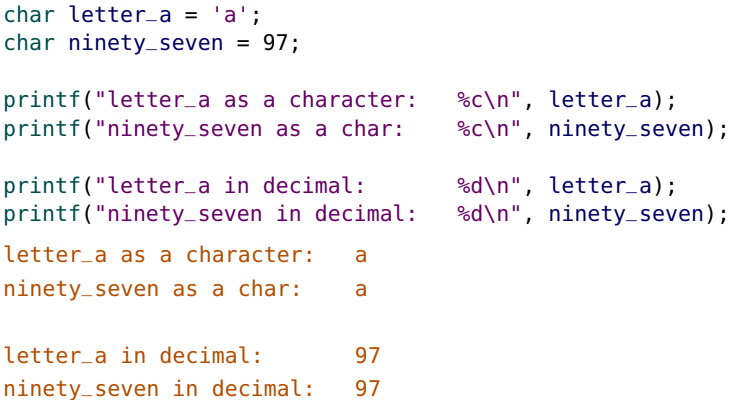 char letter_a = 'a';
char ninety_seven = 97;
printf("letter_a as a character:   %c\n", letter_a);
printf("ninety_seven as a char:    %c\n", ninety_seven);
printf("letter_a in decimal:       %d\n", letter_a);
printf("ninety_seven in decimal:   %d\n", ninety_seven);
letter_a as a character:   a
ninety_seven as a char:    a
letter_a in decimal:       97
ninety_seven in decimal:   97